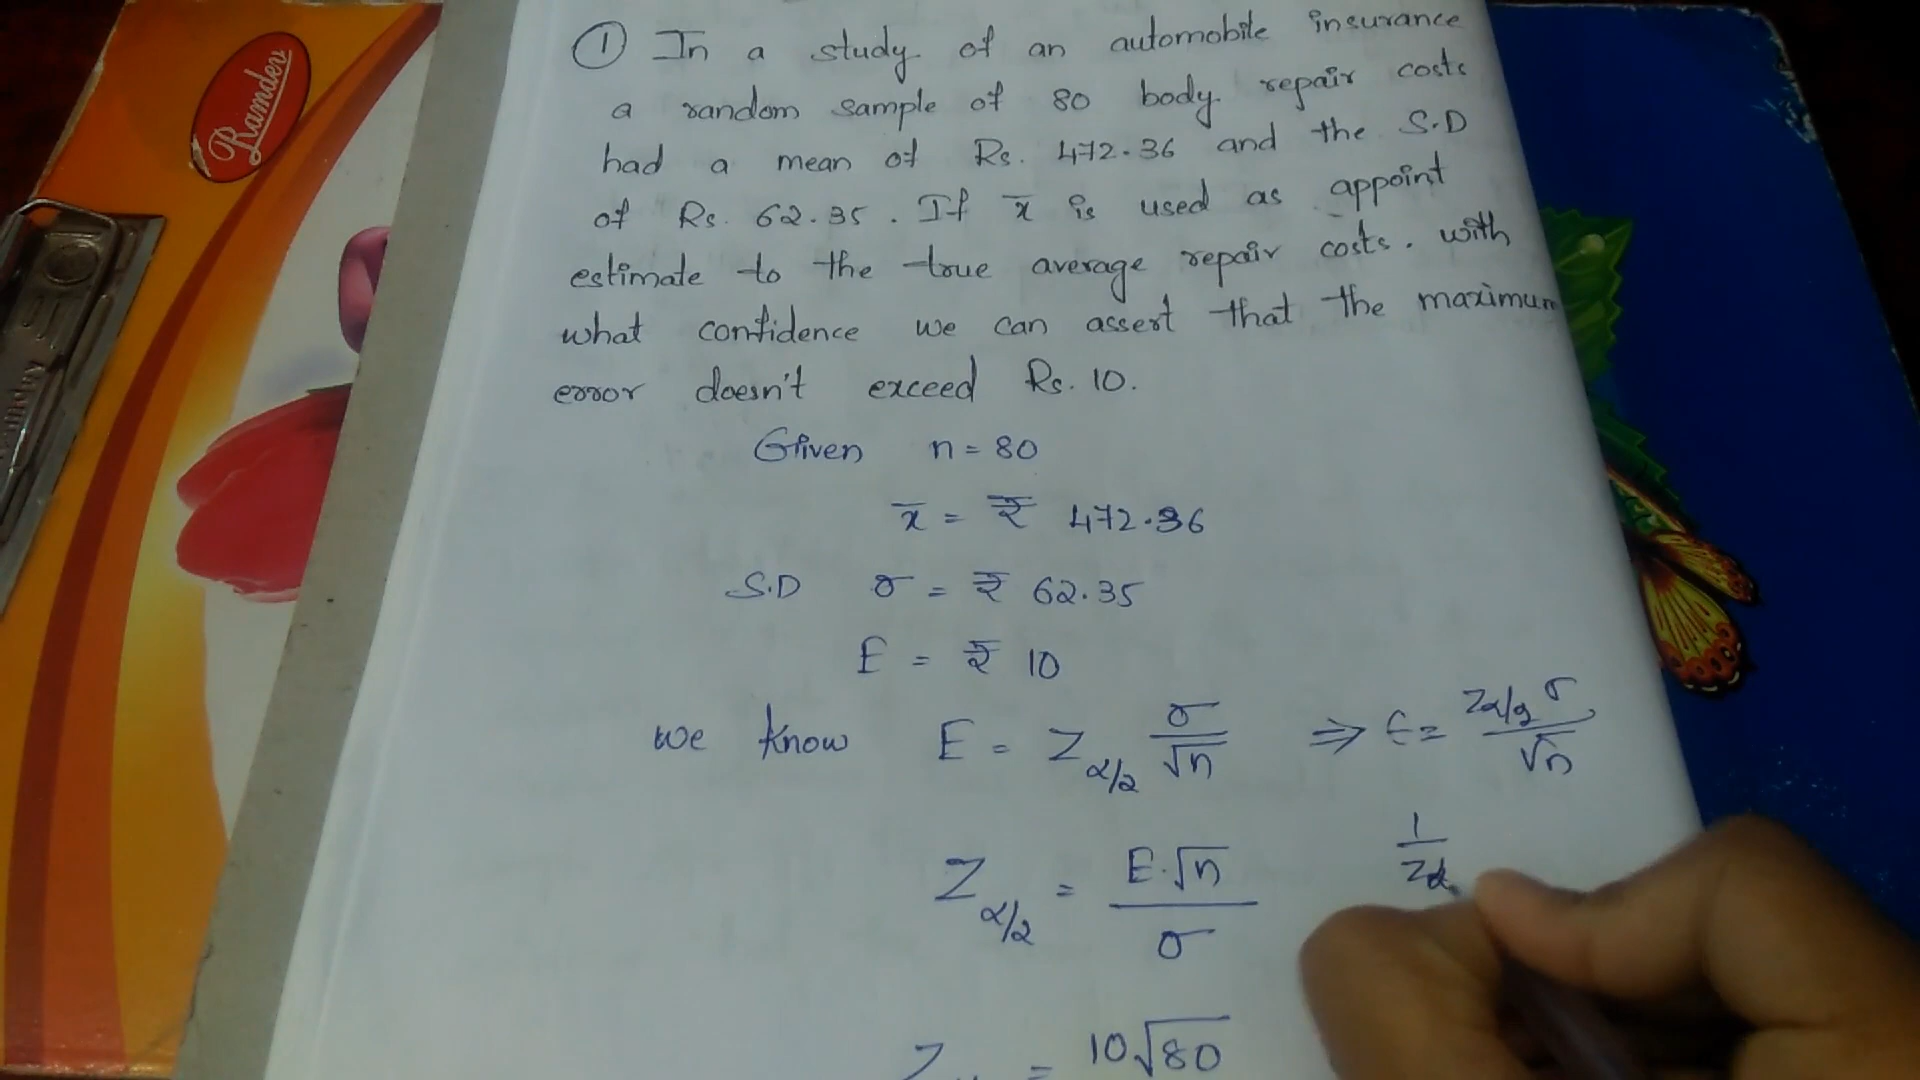 Ramdev
① In a study of an automobile insurance
a random sample of 80 body repair costs
had a mean of Rs. 472.36 and the S.D
of Rs. 62.35. If x̄ is used as appoint
estimate to the true average repair costs. with
what confidence we can assert that the maximum
error doesn't exceed Rs. 10.
Given n = 80
x̄ = ₹ 472.36
S.D σ = ₹ 62.35
E = ₹ 10
we know E = Z α/2 σ/√n ⇒ E = Zα/2 σ/√n
Z α/2 = E.√n/σ
1/Zα
Z = 10√80